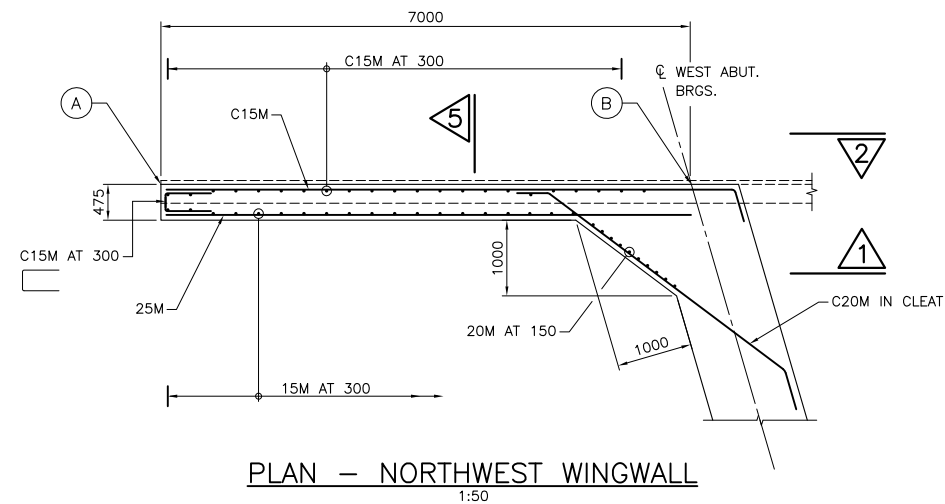 7000
C15M AT 300
℄ WEST ABUT.
BRGS.
A
C15M
5
B
2
475
C15M AT 300
1000
1
25M
20M AT 150
1000
C20M IN CLEAT
15M AT 300
PLAN – NORTHWEST WINGWALL
1:50